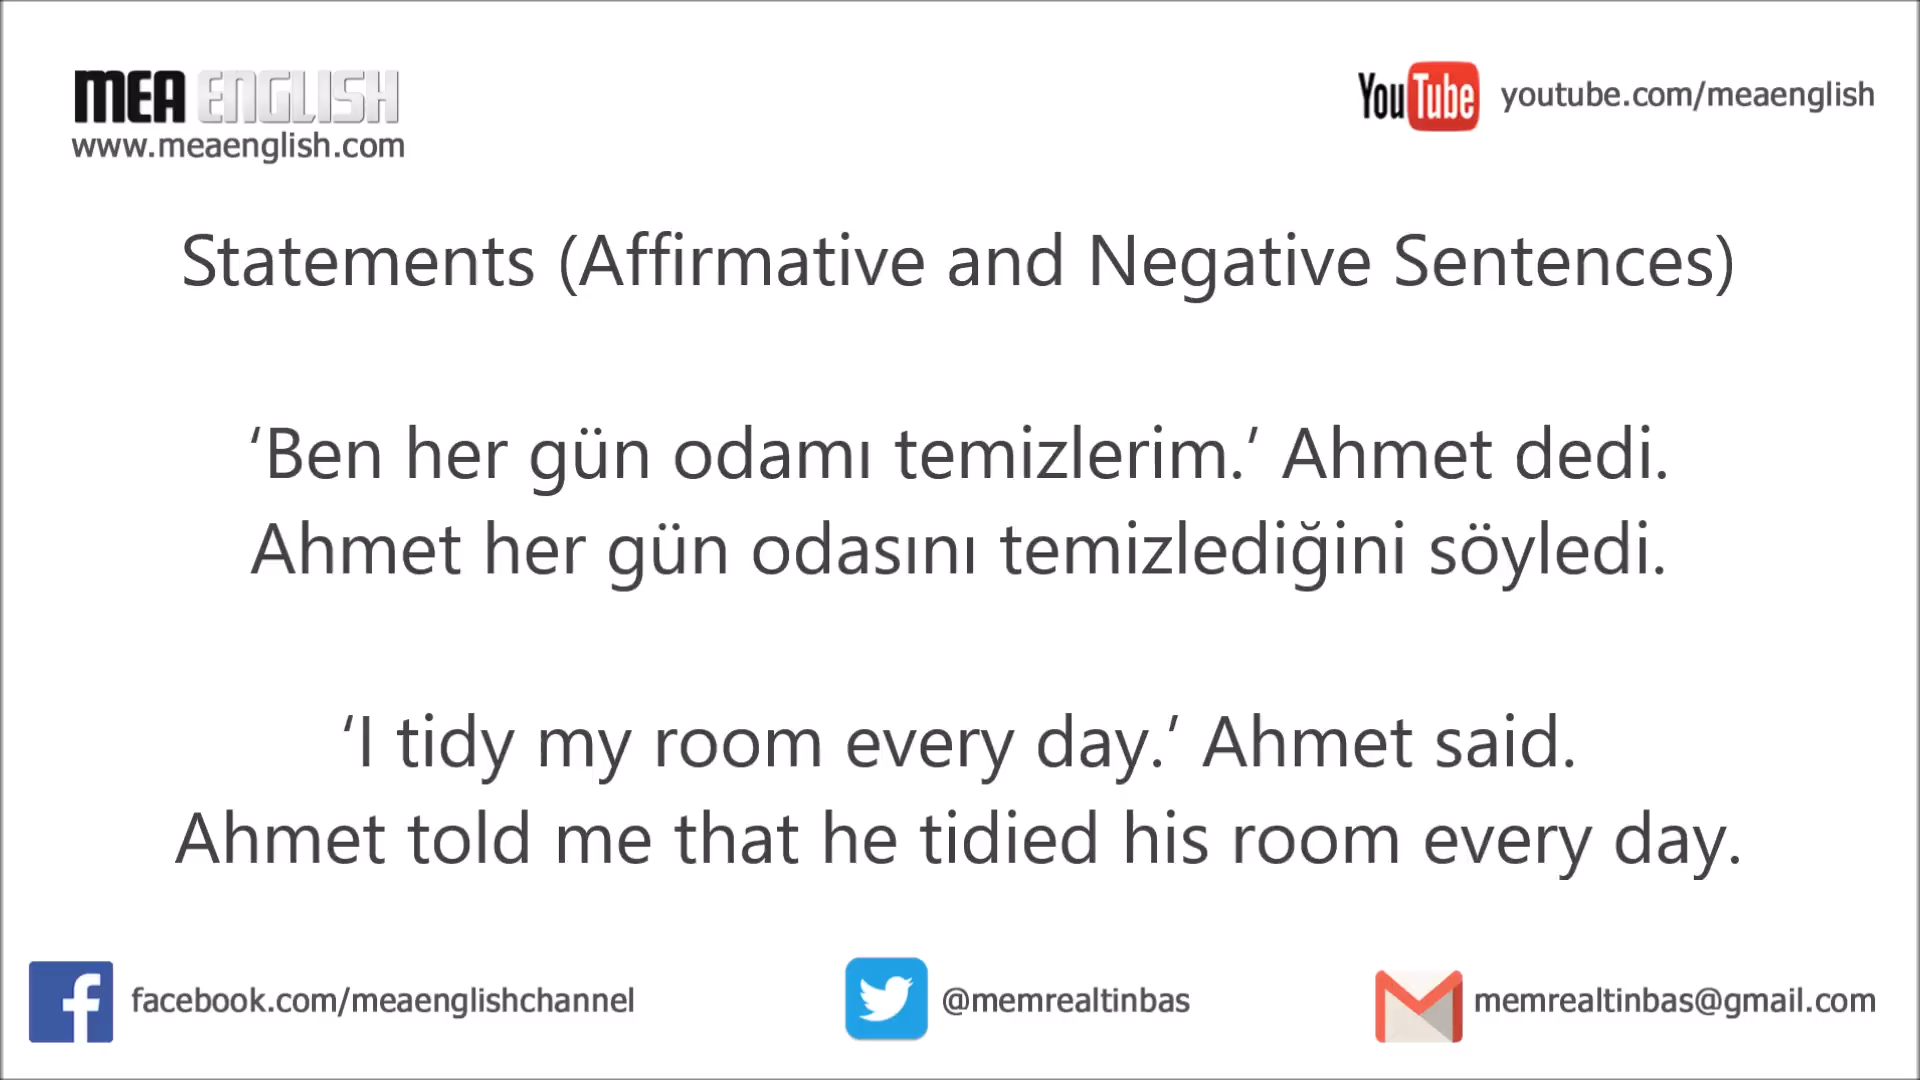 MEA ENGLISH
www.meaenglish.com
YouTube youtube.com/meaenglish
Statements (Affirmative and Negative Sentences)
‘Ben her gün odamı temizlerim.’ Ahmet dedi.
Ahmet her gün odasını temizlediğini söyledi.
‘I tidy my room every day.’ Ahmet said.
Ahmet told me that he tidied his room every day.
facebook.com/meaenglishchannel
@memrealtinbas
memrealtinbas@gmail.com